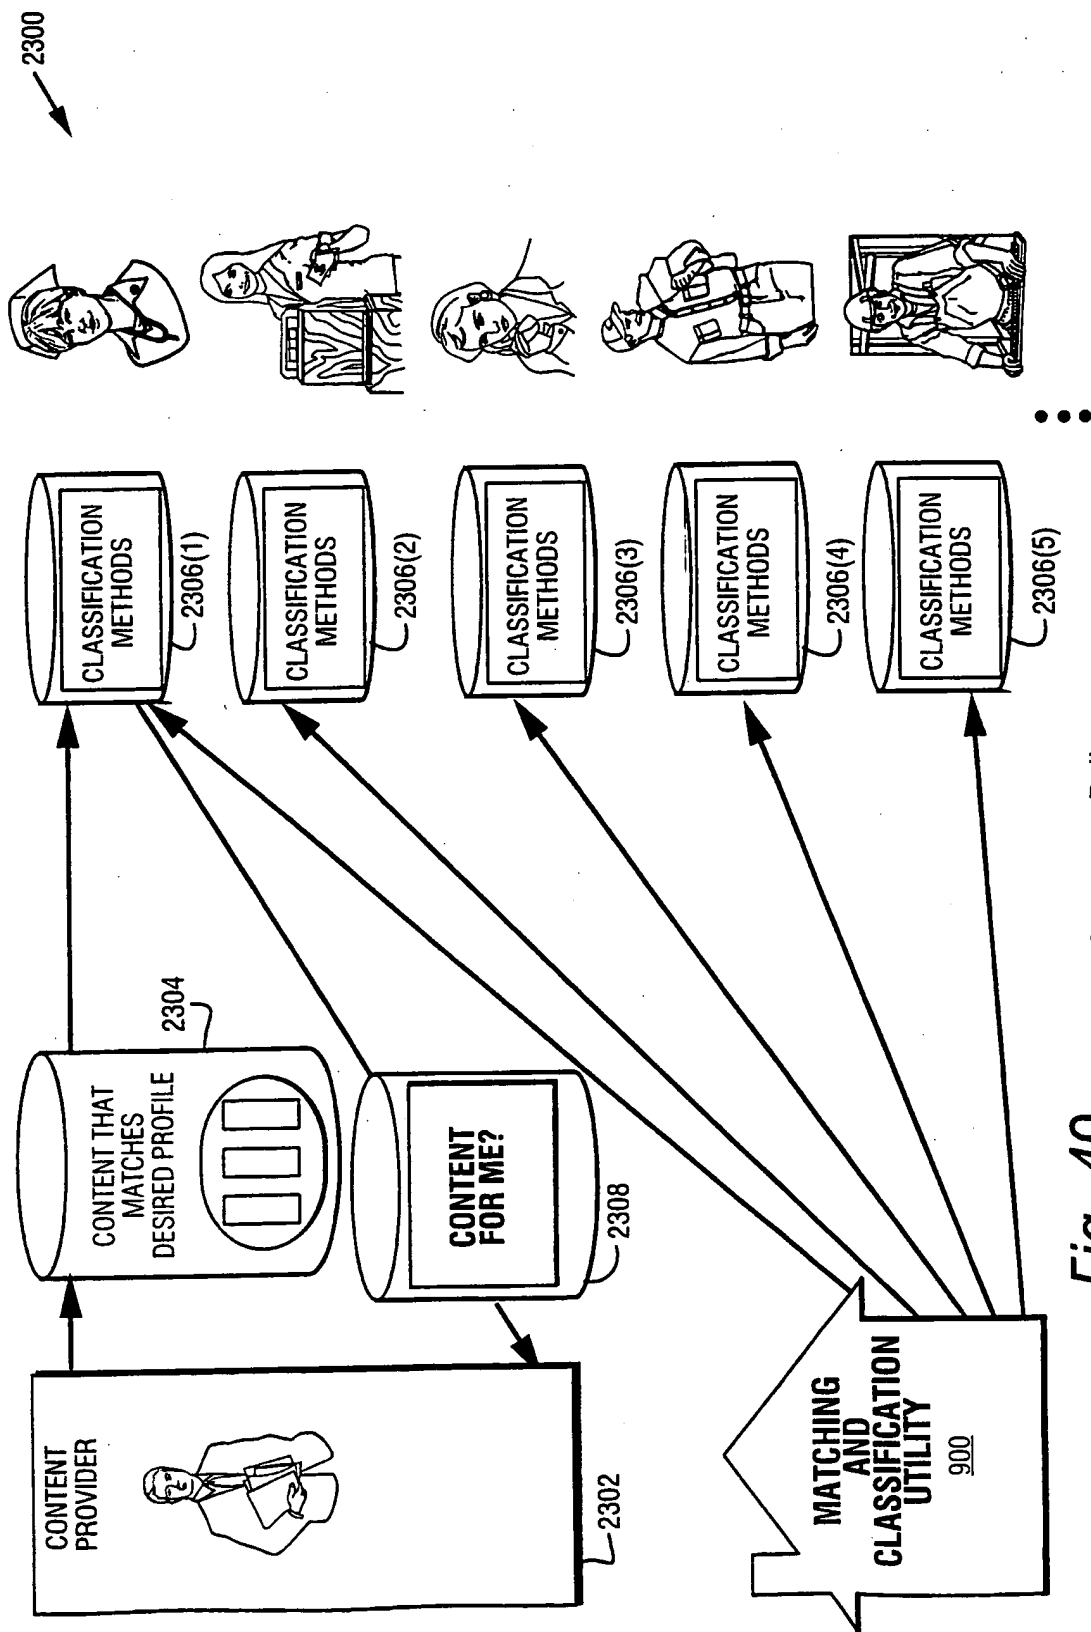 2300
CONTENT
PROVIDER
2302
CONTENT THAT
MATCHES
DESIRED PROFILE
2304
CONTENT
FOR ME?
2308
CLASSIFICATION
METHODS
2306(1)
CLASSIFICATION
METHODS
2306(2)
CLASSIFICATION
METHODS
2306(3)
CLASSIFICATION
METHODS
2306(4)
CLASSIFICATION
METHODS
2306(5)
MATCHING
AND
CLASSIFICATION
UTILITY
900